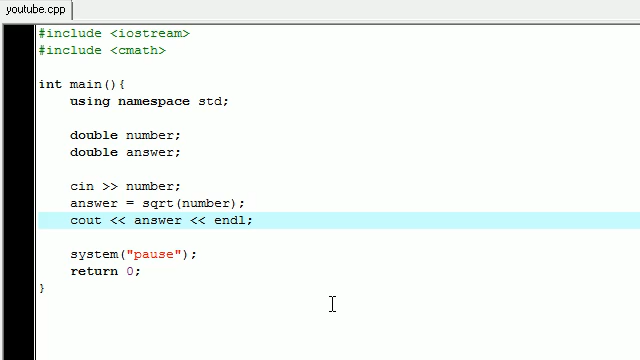 youtube.cpp
#include <iostream>
#include <cmath>
int main(){
using namespace std;
double number;
double answer;
cin >> number;
answer = sqrt(number);
cout << answer << endl;
system("pause");
return 0;
}